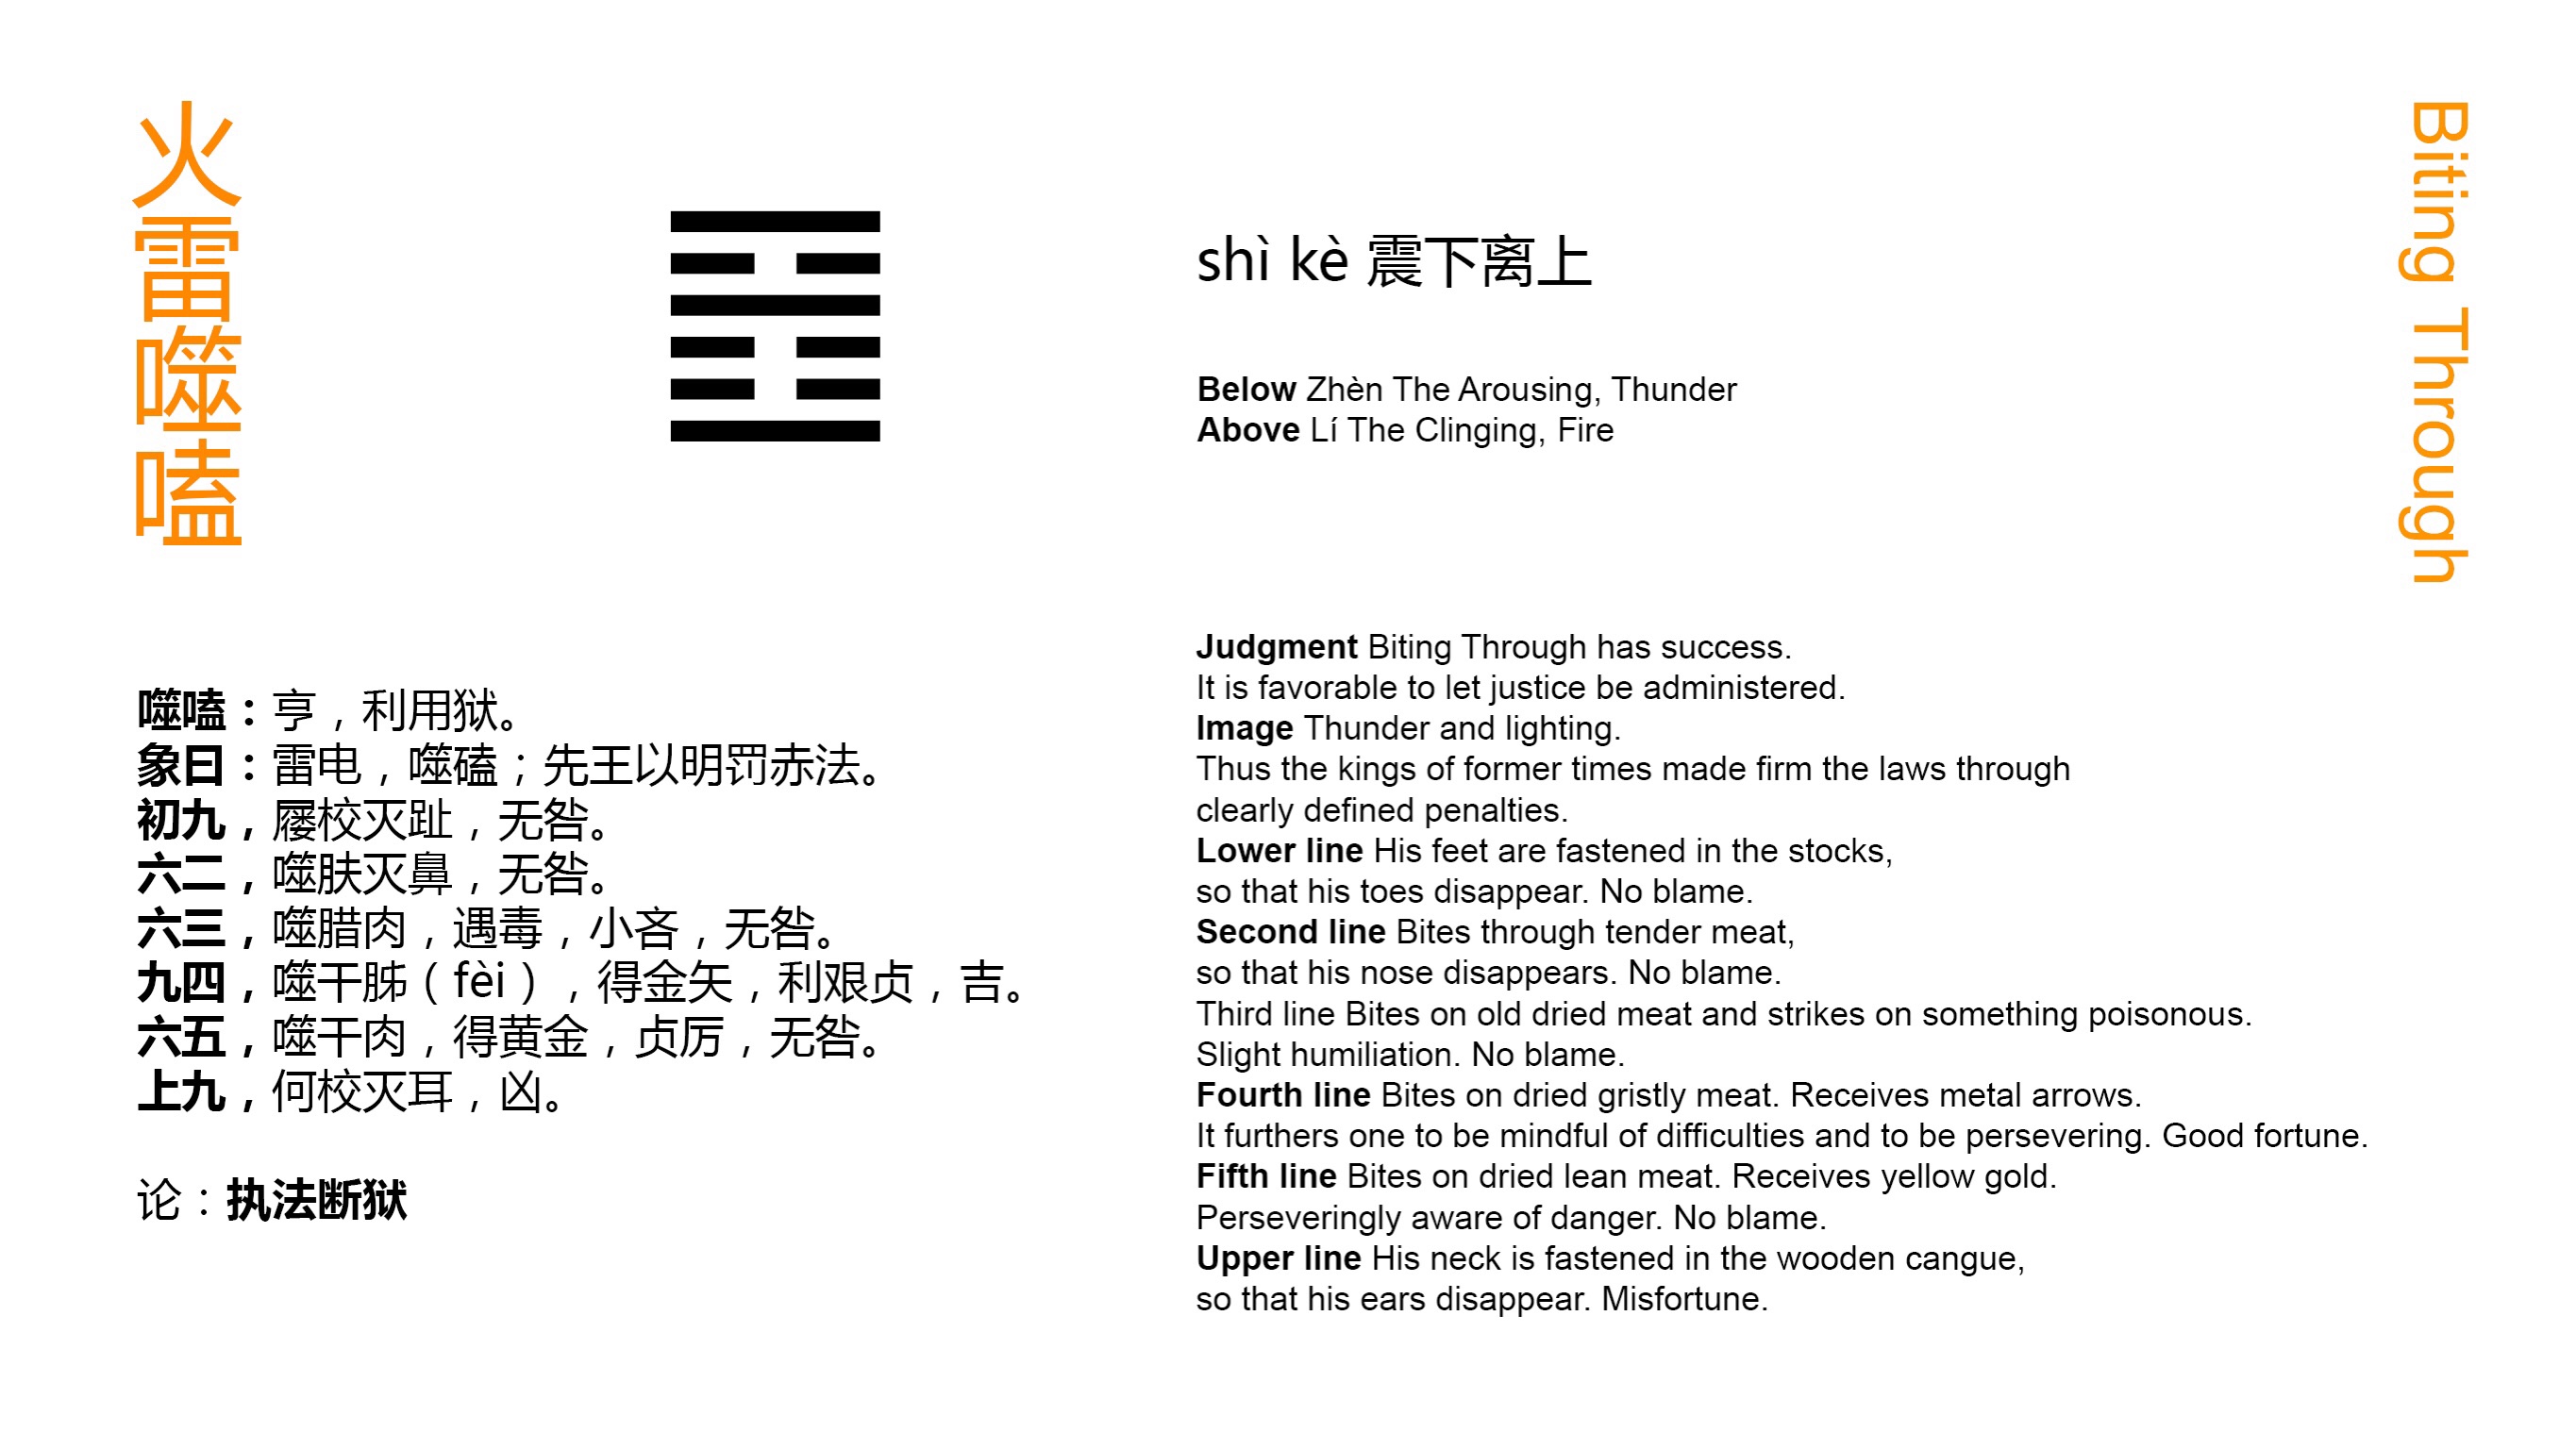 火雷噬嗑
Biting Through
shì kè 震下离上
Below Zhèn The Arousing, Thunder
Above Lí The Clinging, Fire
噬嗑：亨，利用狱。
象曰：雷电，噬磕；先王以明罚赤法。
初九，屦校灭趾，无咎。
六二，噬肤灭鼻，无咎。
六三，噬腊肉，遇毒，小吝，无咎。
九四，噬干胏（fèi），得金矢，利艰贞，吉。
六五，噬干肉，得黄金，贞厉，无咎。
上九，何校灭耳，凶。
论：执法断狱
Judgment Biting Through has success.
It is favorable to let justice be administered.
Image Thunder and lighting.
Thus the kings of former times made firm the laws through
clearly defined penalties.
Lower line His feet are fastened in the stocks,
so that his toes disappear. No blame.
Second line Bites through tender meat,
so that his nose disappears. No blame.
Third line Bites on old dried meat and strikes on something poisonous.
Slight humiliation. No blame.
Fourth line Bites on dried gristly meat. Receives metal arrows.
It furthers one to be mindful of difficulties and to be persevering. Good fortune.
Fifth line Bites on dried lean meat. Receives yellow gold.
Perseveringly aware of danger. No blame.
Upper line His neck is fastened in the wooden cangue,
so that his ears disappear. Misfortune.